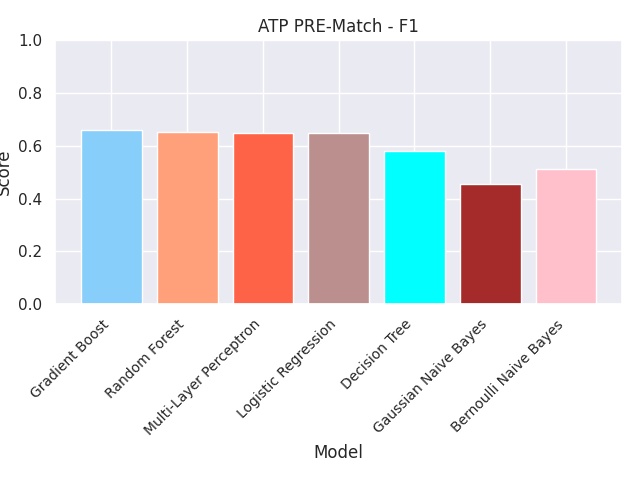 ATP PRE-Match - F1
1.0
0.8
0.6
0.4
0.2
0.0
Score
Gradient Boost
Random Forest
Multi-Layer Perceptron
Logistic Regression
Decision Tree
Gaussian Naive Bayes
Bernoulli Naive Bayes
Model